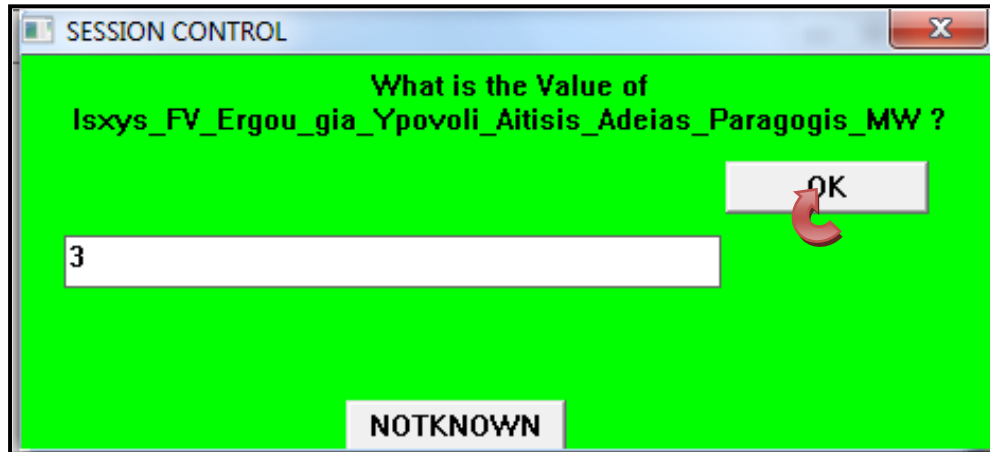 SESSION CONTROL
What is the Value of
Isxys_FV_Ergou_gia_Ypovoli_Aitisis_Adeias_Paragogis_MW ?
OK
3
NOTKNOWN